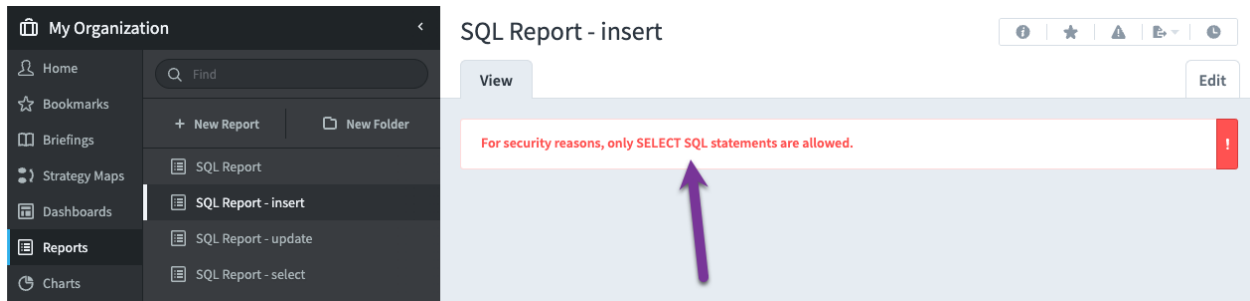 My Organization
Home
Bookmarks
Briefings
Strategy Maps
Dashboards
Reports
Charts
Find
+ New Report
New Folder
SQL Report
SQL Report - insert
SQL Report - update
SQL Report - select
SQL Report - insert
View
Edit
For security reasons, only SELECT SQL statements are allowed.
!